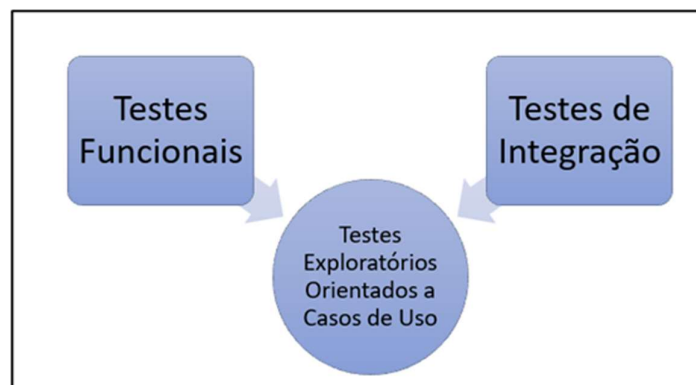 Testes
Funcionais
Testes de
Integração
Testes
Exploratórios
Orientados a
Casos de Uso